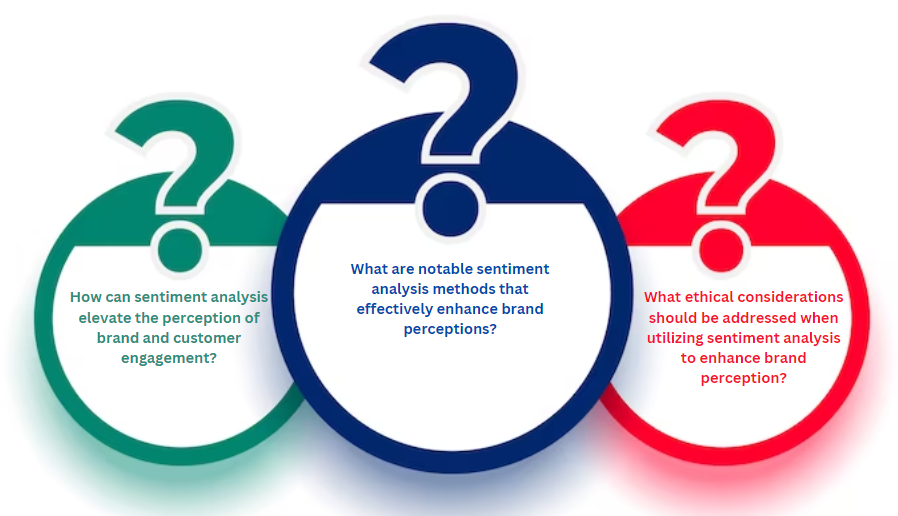 How can sentiment analysis
elevate the perception of
brand and customer
engagement?
What are notable sentiment
analysis methods that
effectively enhance brand
perceptions?
What ethical considerations
should be addressed when
utilizing sentiment analysis
to enhance brand
perception?